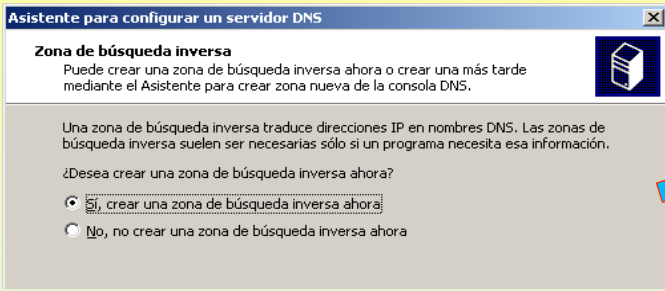 Asistente para configurar un servidor DNS
Zona de búsqueda inversa
Puede crear una zona de búsqueda inversa ahora o crear una más tarde
mediante el Asistente para crear zona nueva de la consola DNS.
Una zona de búsqueda inversa traduce direcciones IP en nombres DNS. Las zonas de
búsqueda inversa suelen ser necesarias sólo si un programa necesita esa información.
¿Desea crear una zona de búsqueda inversa ahora?
Sí, crear una zona de búsqueda inversa ahora
No, no crear una zona de búsqueda inversa ahora